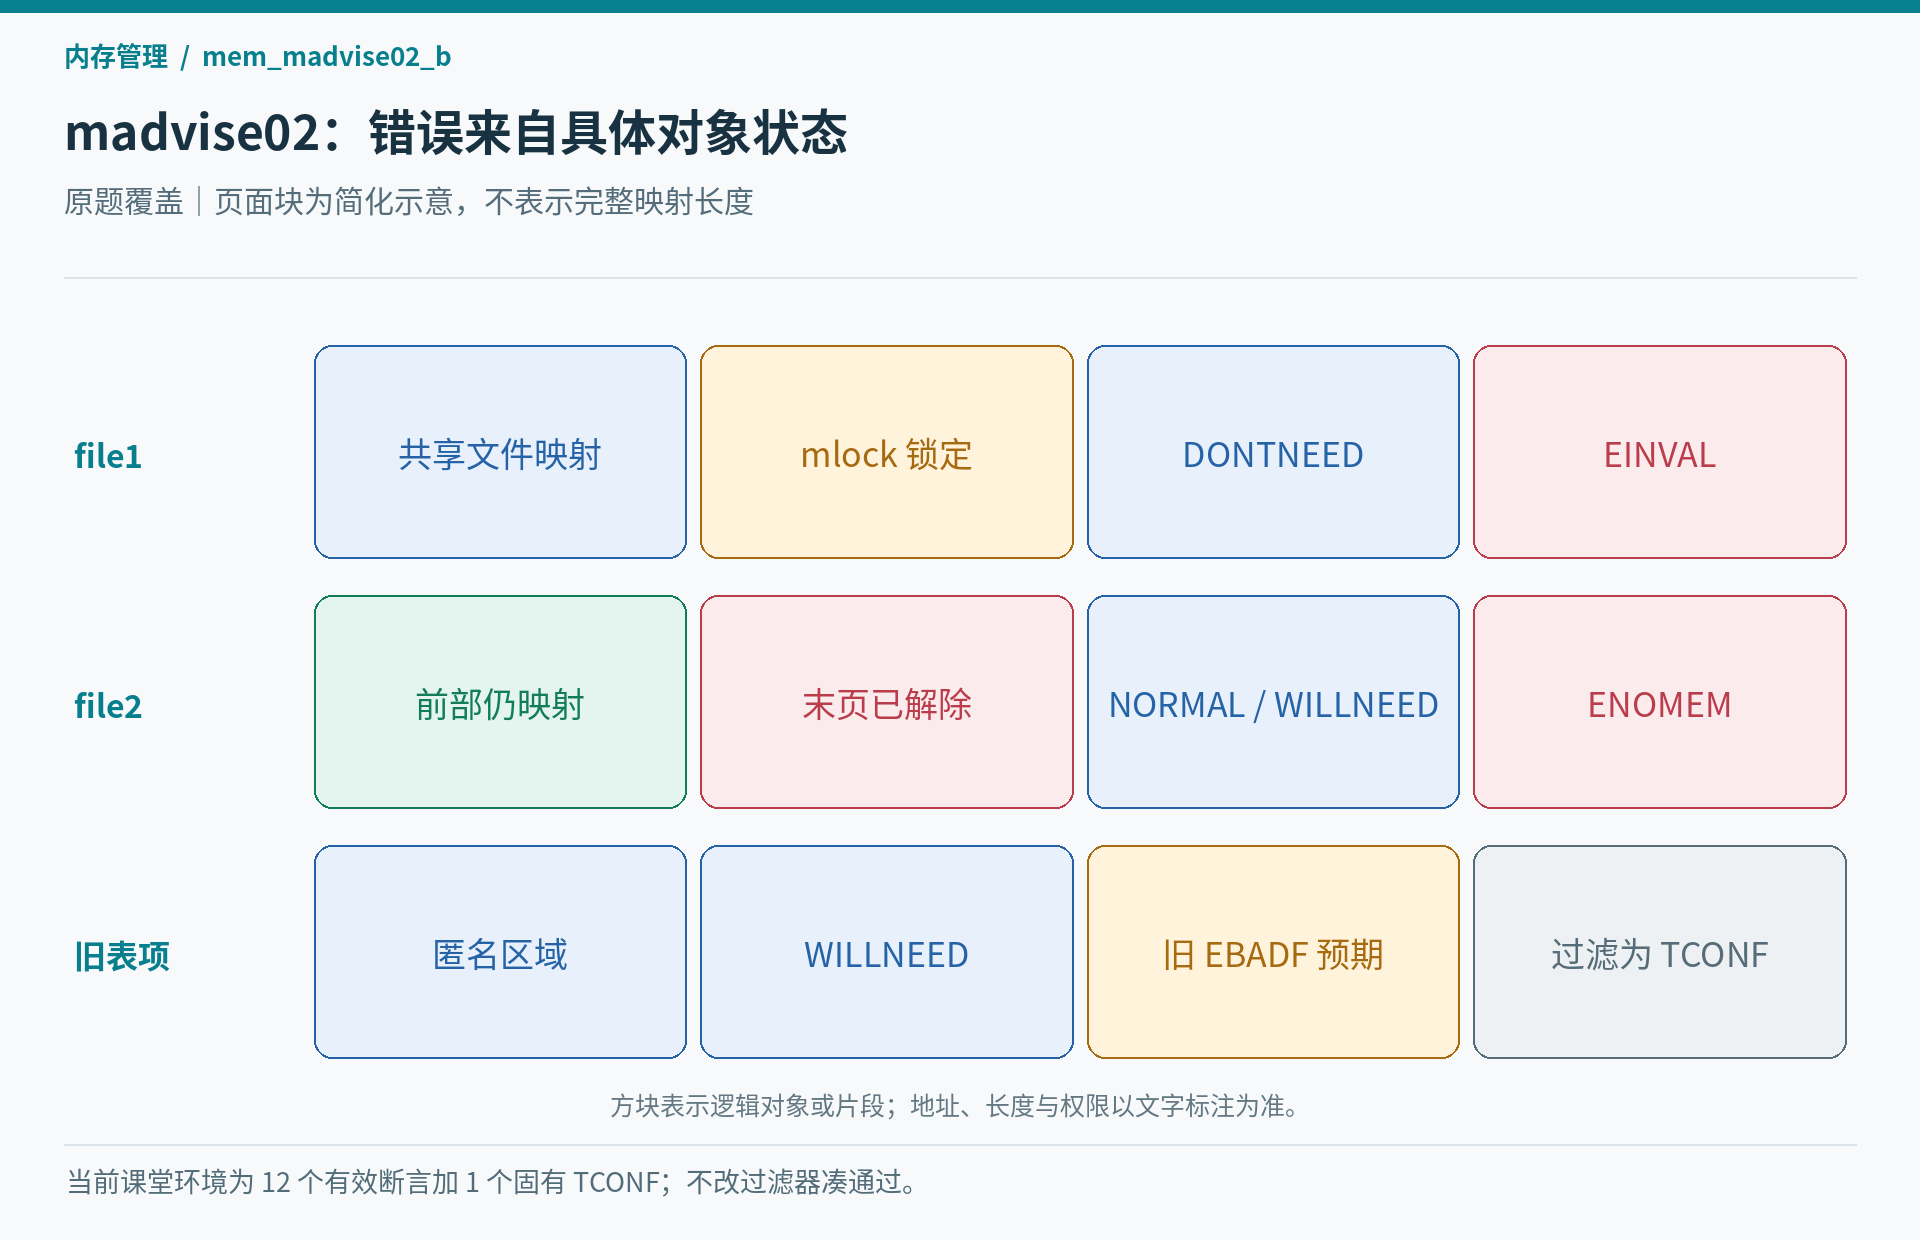 内存管理 / mem_madvise02_b
madvise02：错误来自具体对象状态
原题覆盖｜页面块为简化示意，不表示完整映射长度
file1
共享文件映射
mlock 锁定
DONTNEED
EINVAL
file2
前部仍映射
末页已解除
NORMAL / WILLNEED
ENOMEM
旧表项
匿名区域
WILLNEED
旧 EBADF 预期
过滤为 TCONF
方块表示逻辑对象或片段；地址、长度与权限以文字标注为准。
当前课堂环境为 12 个有效断言加 1 个固有 TCONF；不改过滤器凑通过。